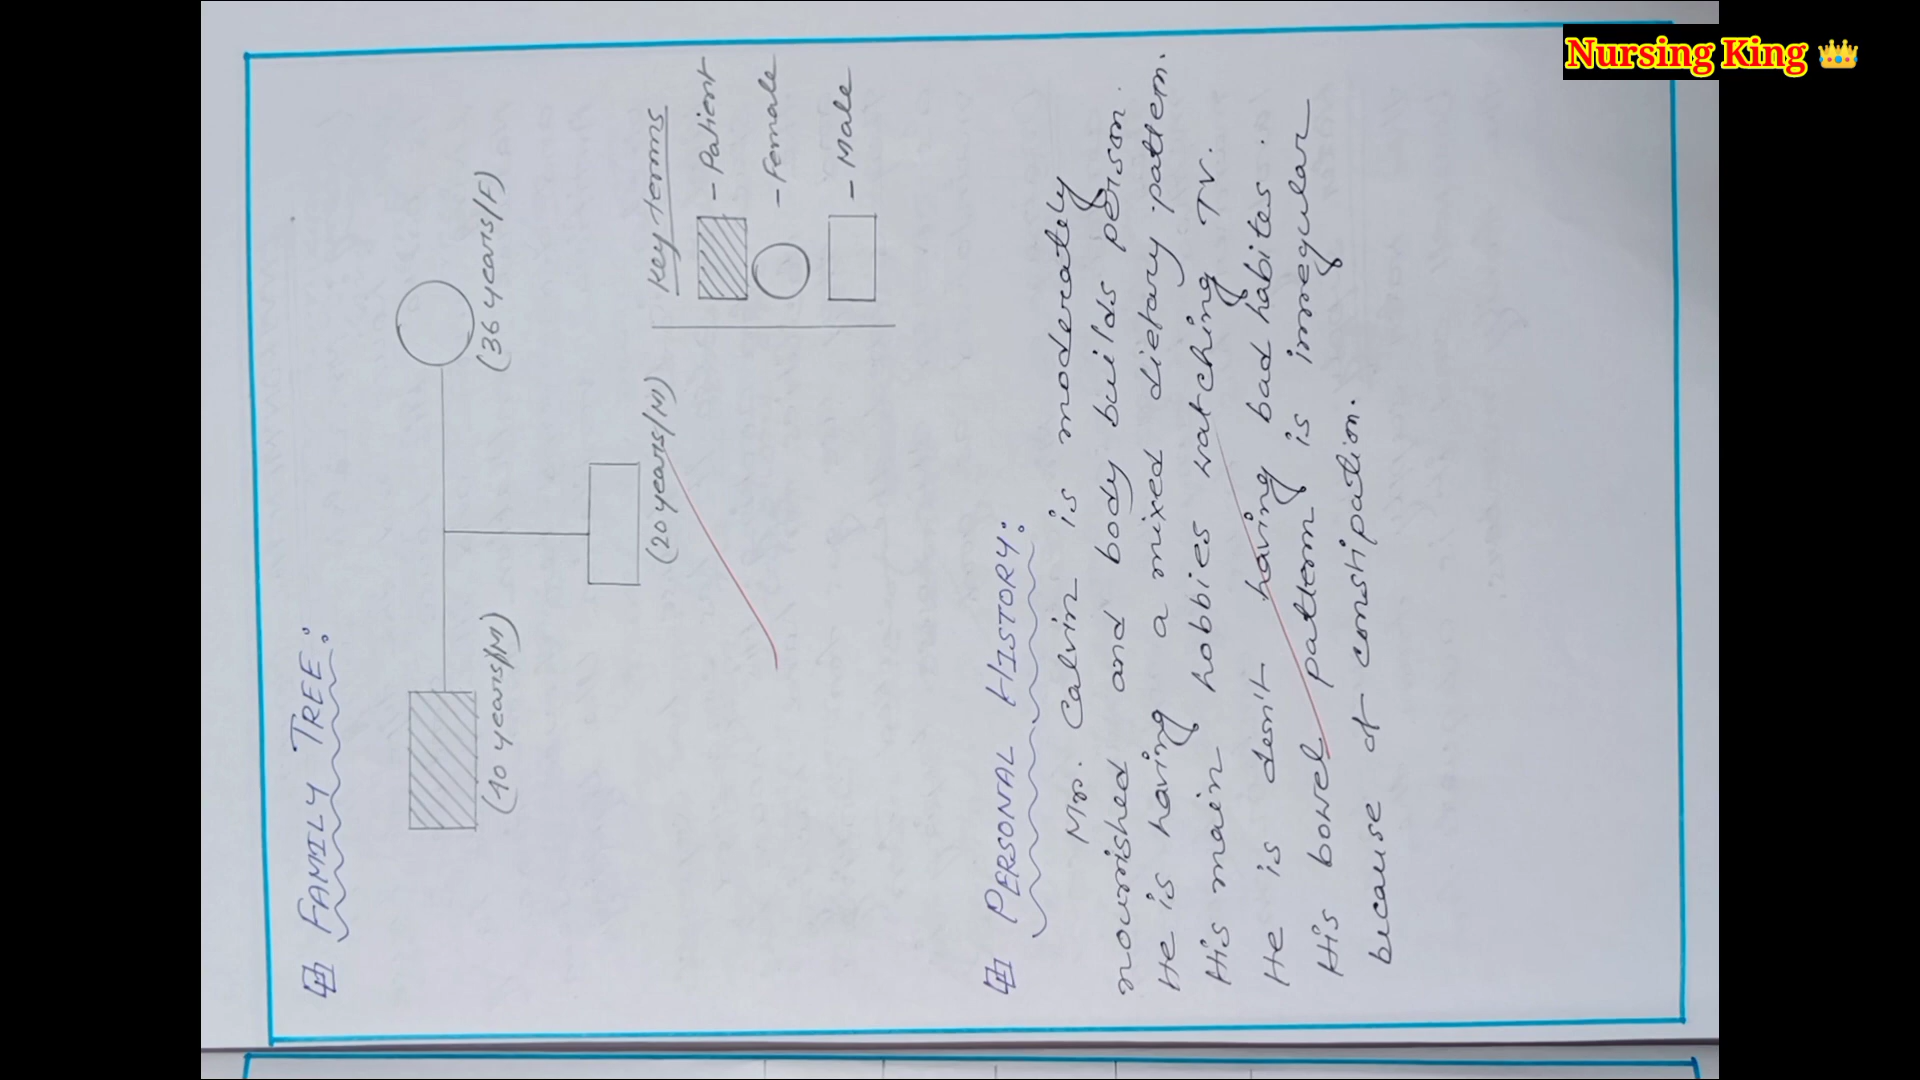 Nursing King
FAMILY TREE:
(10 years/M)
(36 years/F)
(20 years/M)
Key terms
- Patient
- Female
- Male
PERSONAL HISTORY:
Mr. Calvin is moderately
nourished and body builds person.
He is having a mixed dietary pattern.
His main hobbies watching TV.
He is desn't having bad habites.
His bowel pattern is irregular
because of constipation.